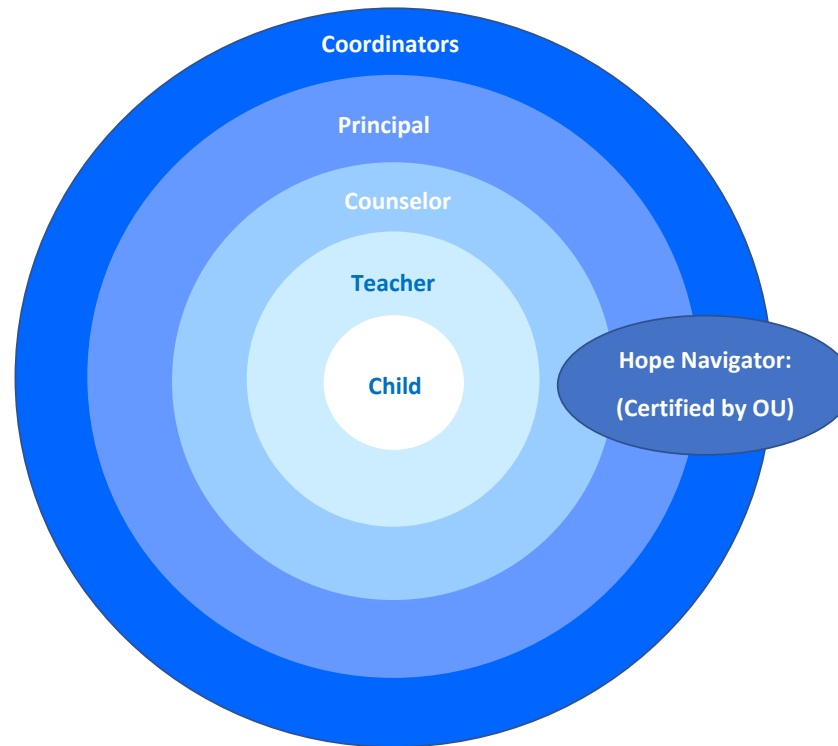 Coordinators
Principal
Counselor
Teacher
Child
Hope Navigator:
(Certified by OU)